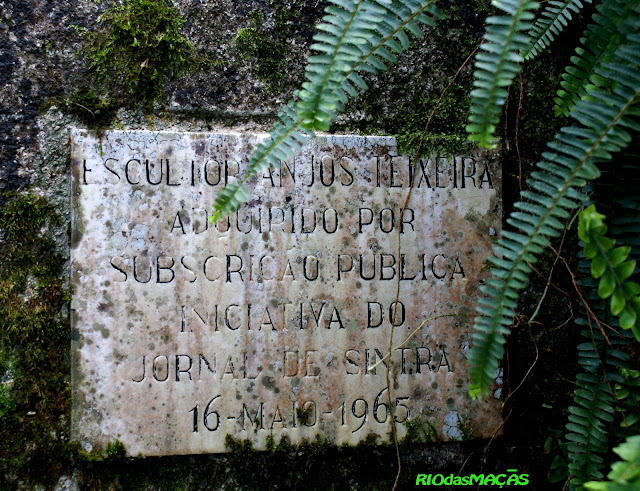 ESCULTOR ANJOS TEIXEIRA
ADQUIRIDO POR
SUBSCRIÇÃO PÚBLICA
INICIATIVA DO
JORNAL DE SINTRA
16-MAIO-1965
RIOdasMAÇÃS